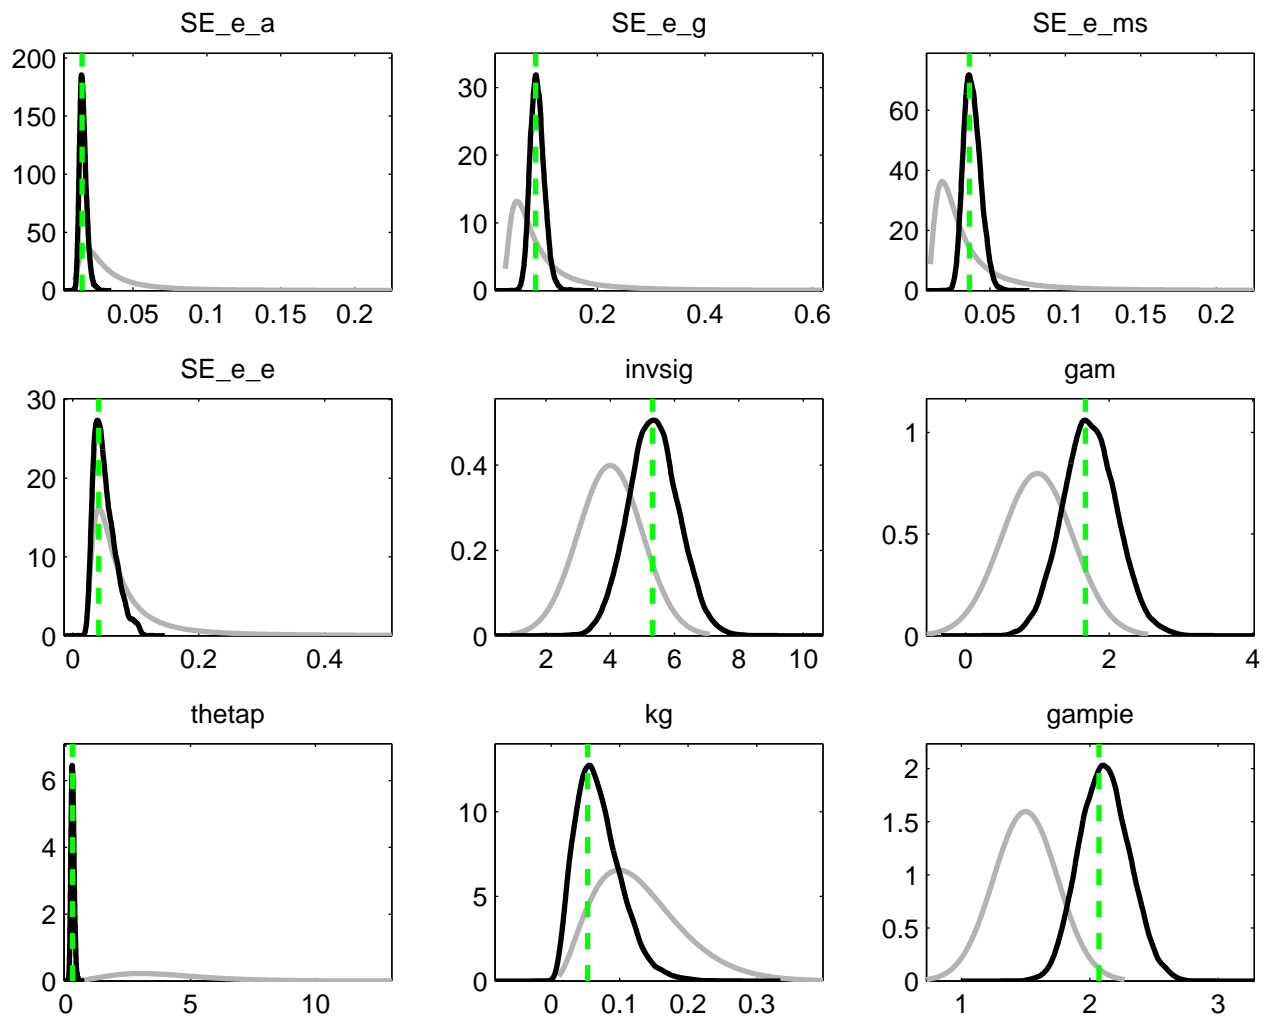 SE_e_a SE_e_g SE_e_ms
200
150
100
50
0
0.05 0.1 0.15 0.2
30
20
10
0
0.2 0.4 0.6
60
40
20
0
0.05 0.1 0.15 0.2
SE_e_e invsig gam
30
20
10
0
0 0.2 0.4
0.4
0.2
0
2 4 6 8 10
1
0.5
0
0 2 4
thetap kg gampie
6
4
2
0
0 5 10
10
5
0
0 0.1 0.2 0.3
2
1.5
1
0.5
0
1 2 3